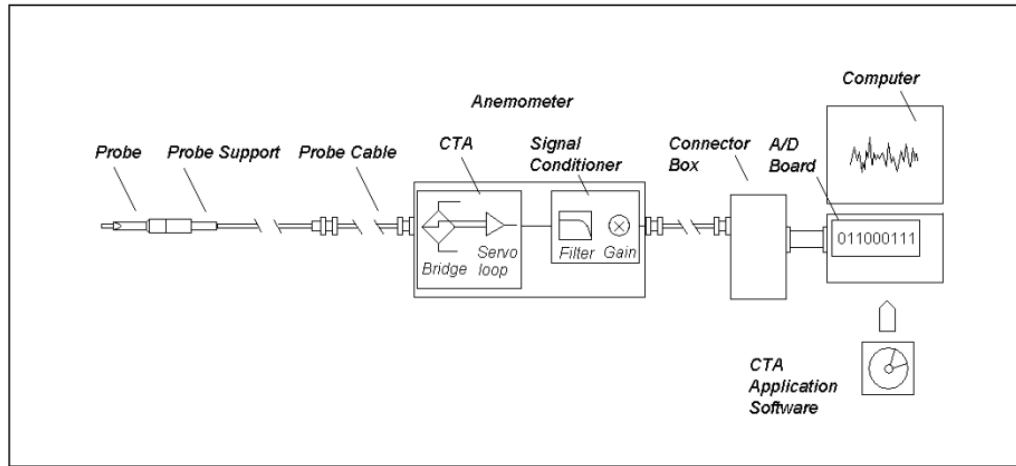 Computer
Anemometer
Probe
Probe Support
Probe Cable
CTA
Signal
Conditioner
Connector
Box
A/D
Board
011000111
Bridge
Servo
loop
Filter
Gain
CTA
Application
Software